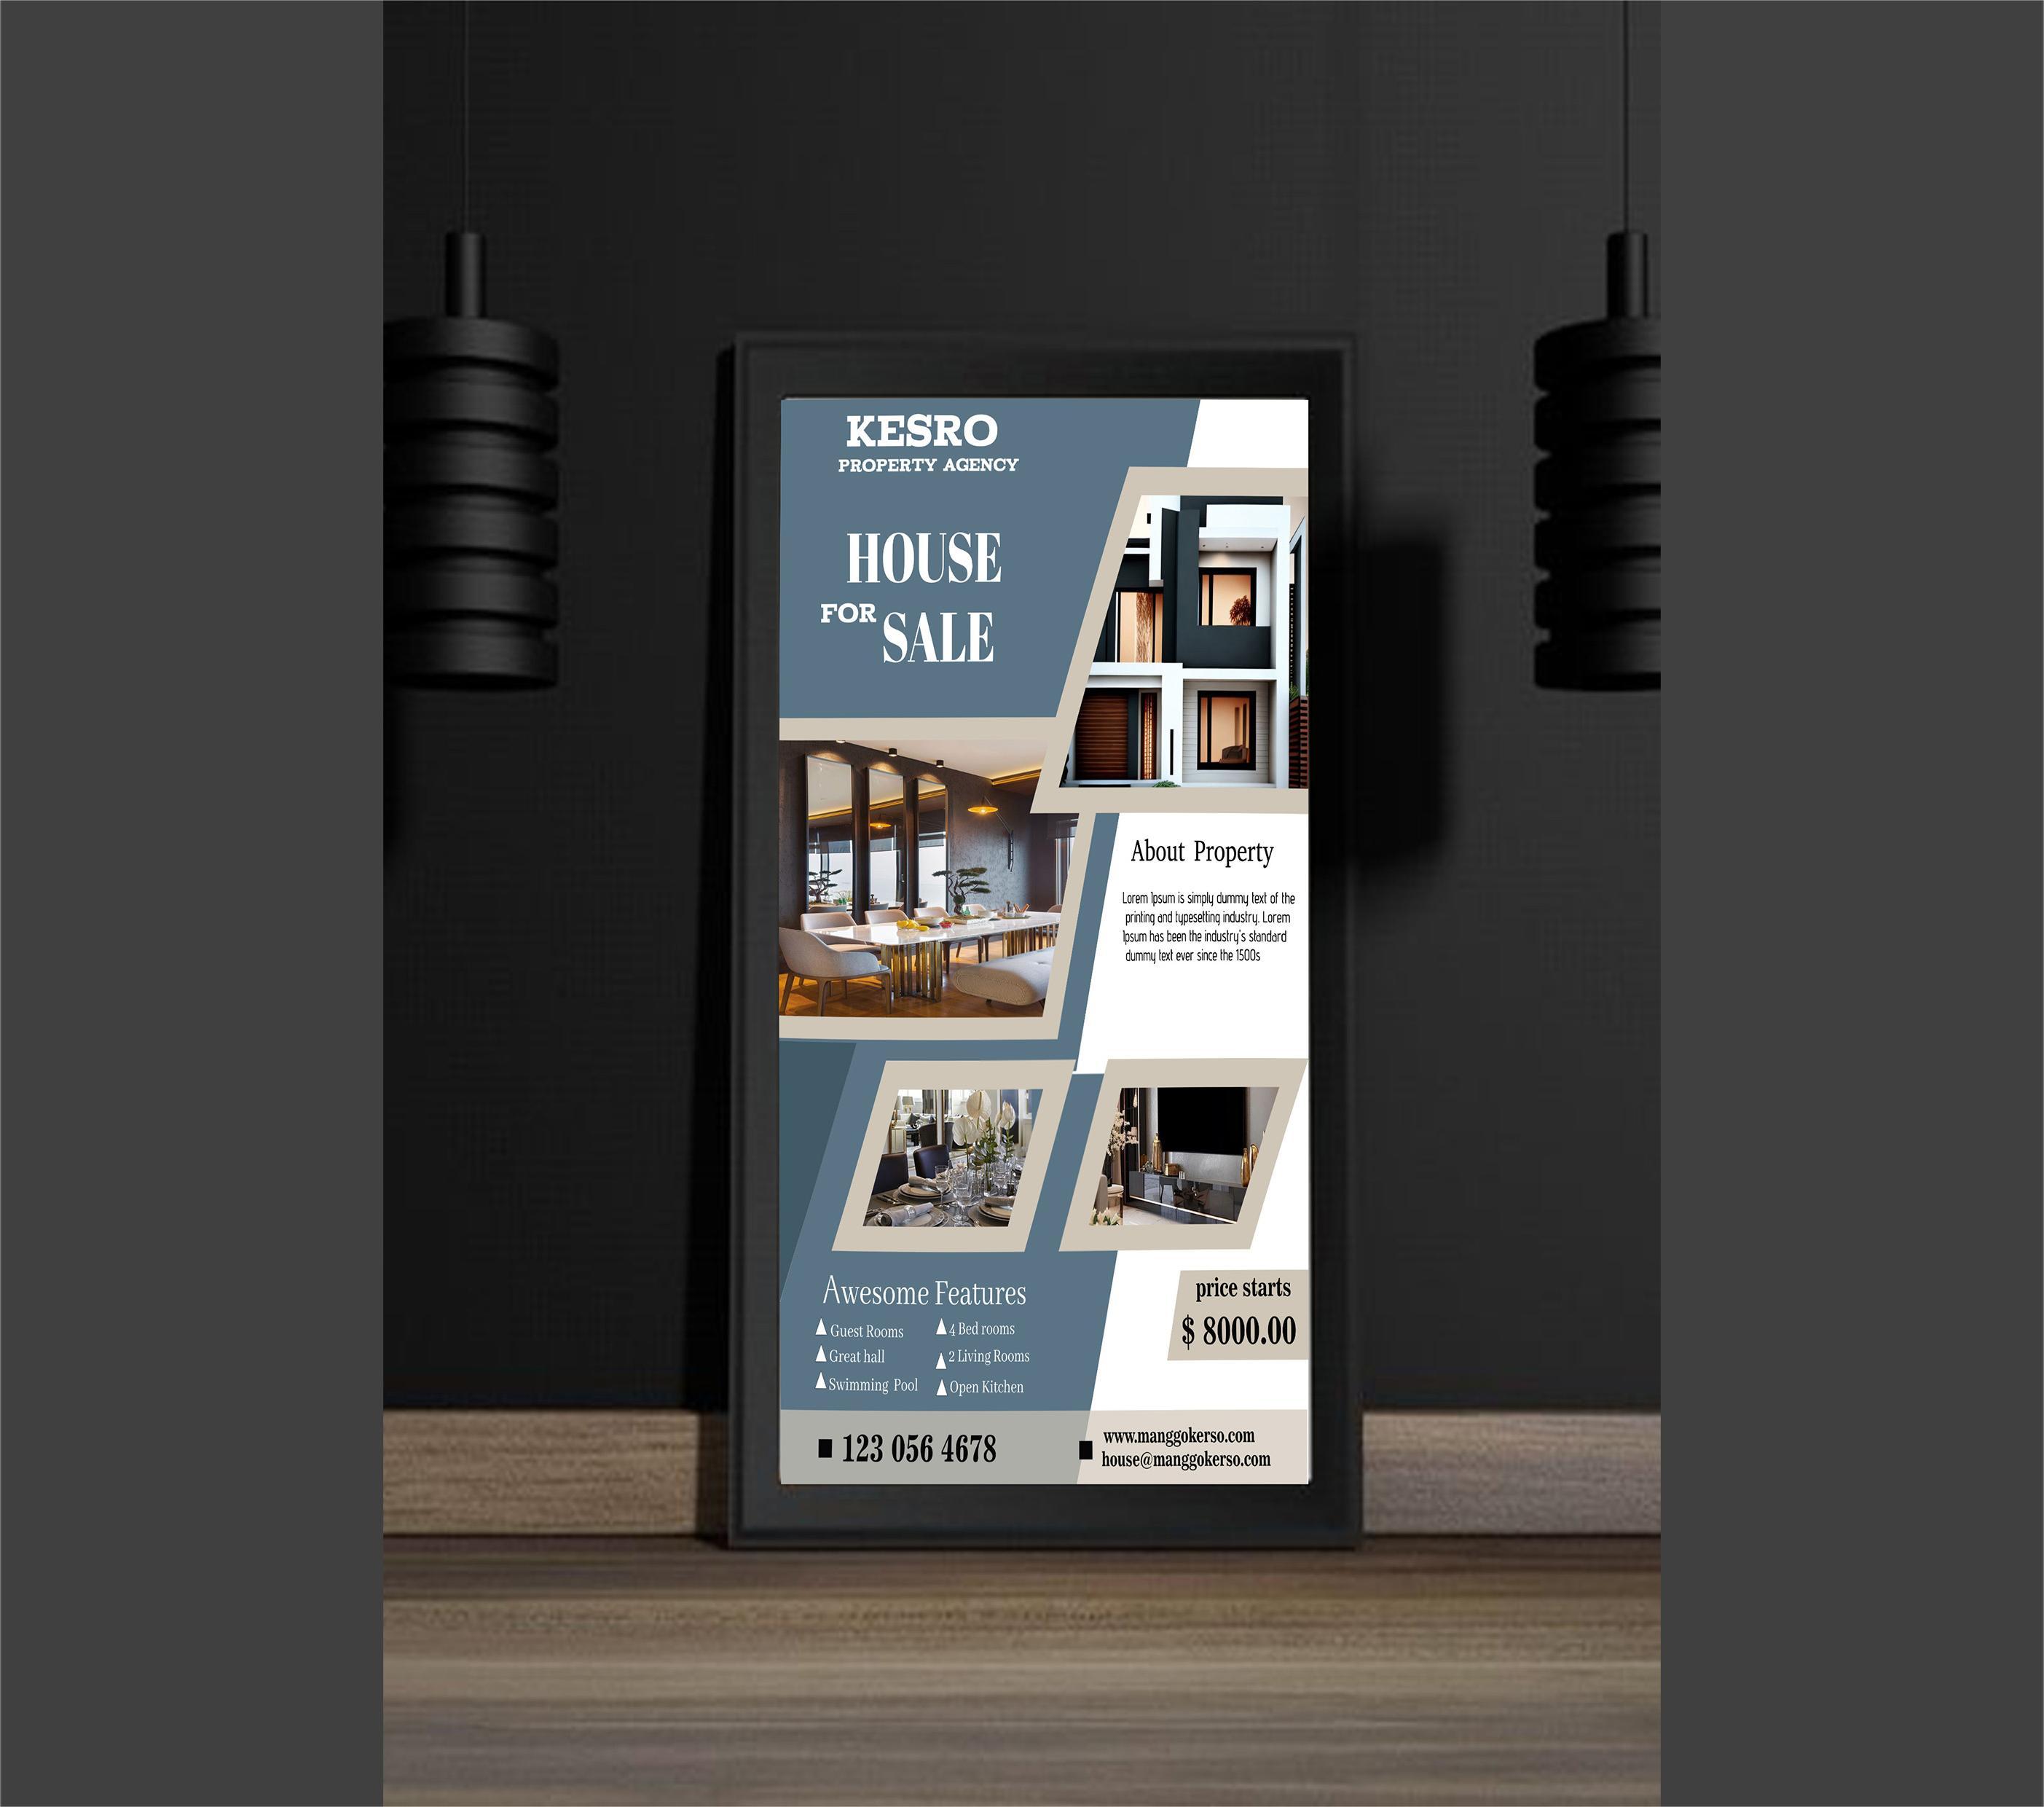 KESRO
PROPERTY AGENCY
HOUSE
FOR SALE
About Property
Lorem Ipsum is simply dummy text of the
printing and typesetting industry. Lorem
Ipsum has been the industry's standard
dummy text ever since the 1500s
Awesome Features
Guest Rooms
Great hall
Swimming Pool
4 Bed rooms
2 Living Rooms
Open Kitchen
price starts
$ 8000.00
123 056 4678
www.manggokerso.com
house@manggokerso.com